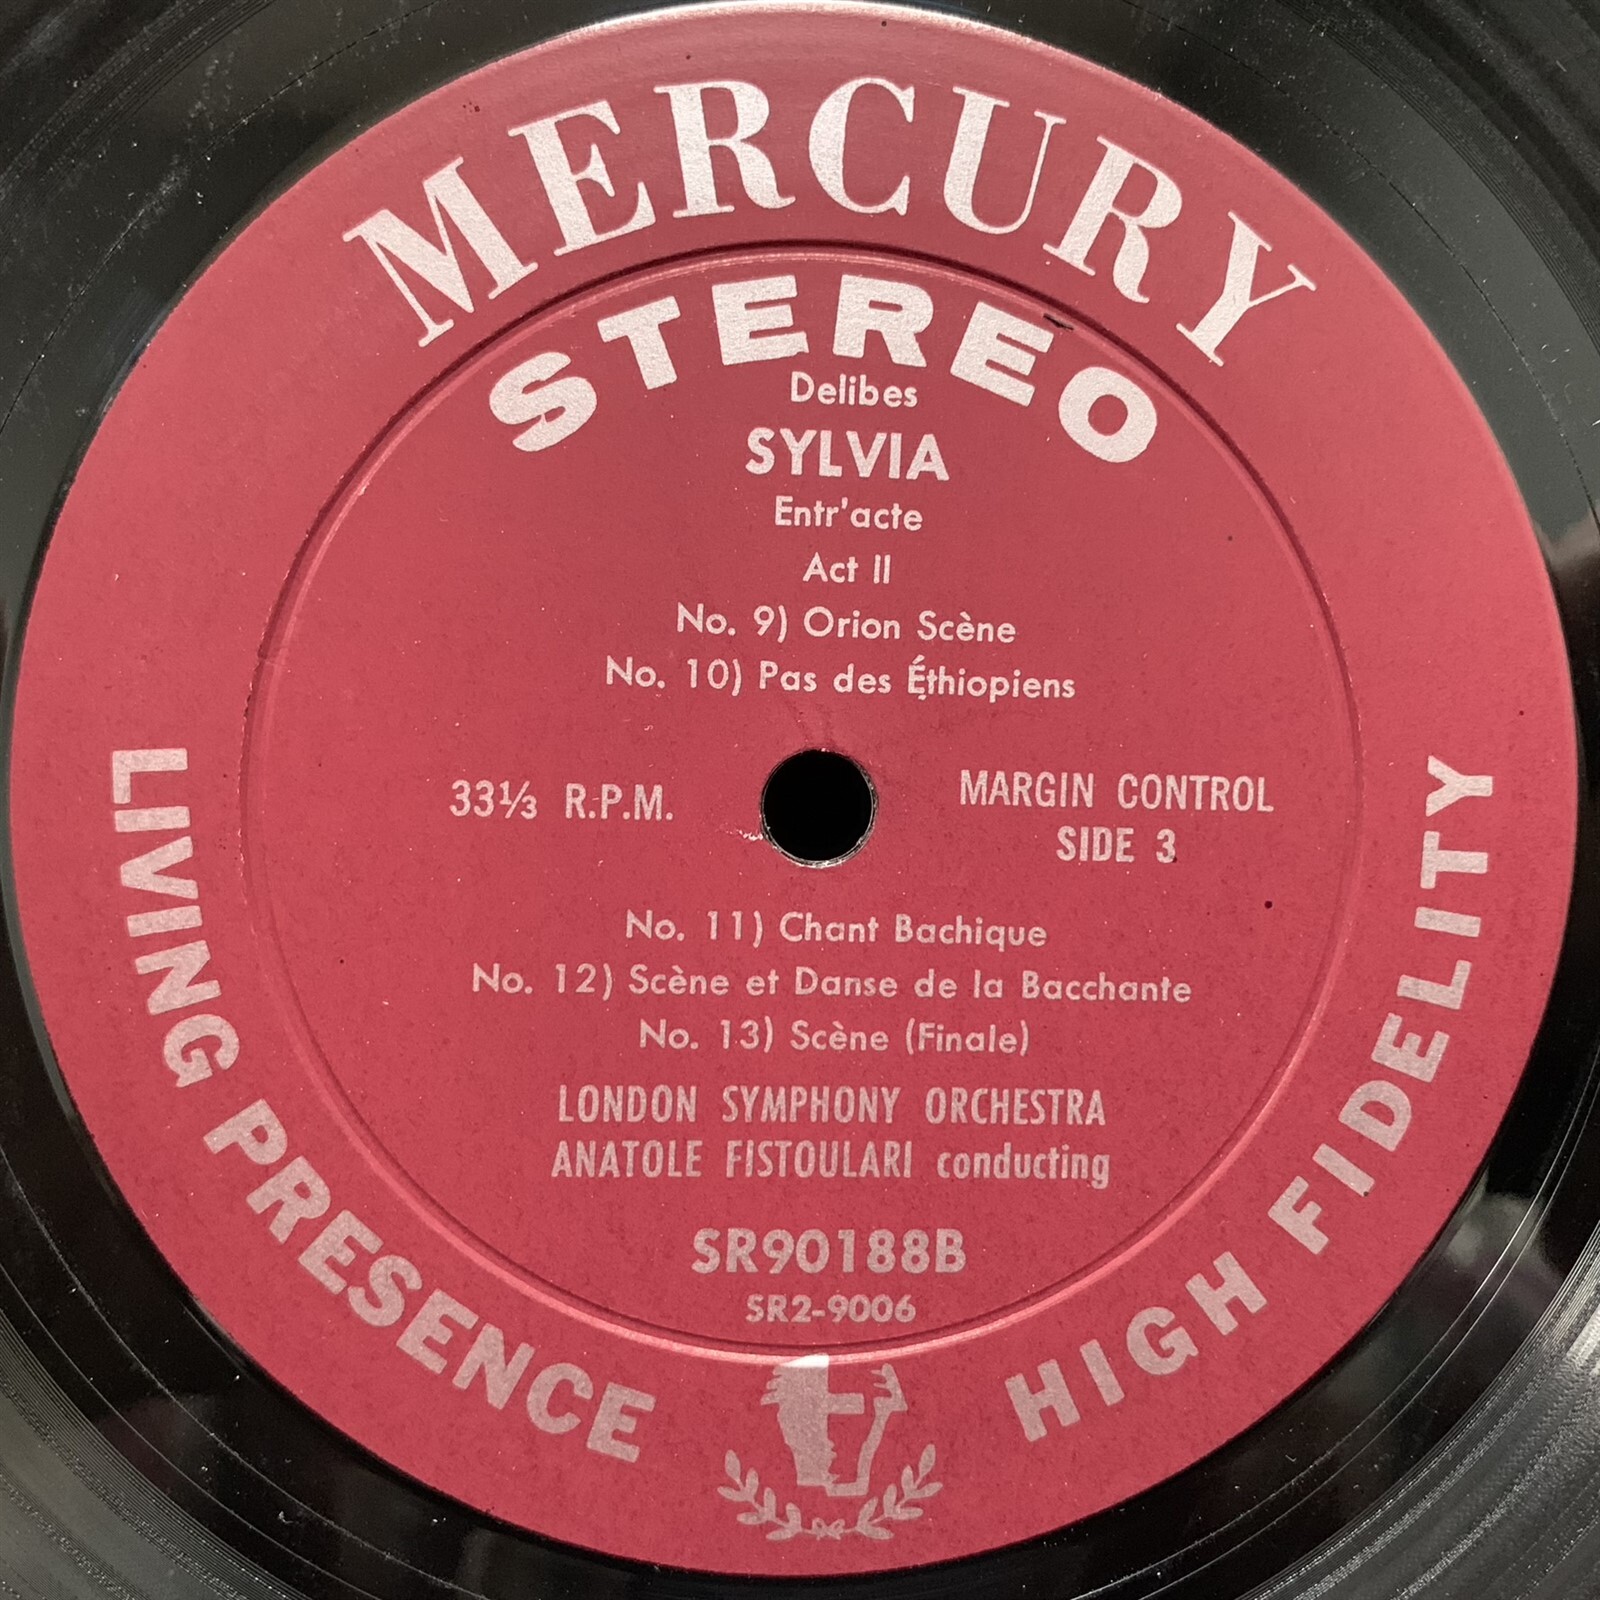 MERCURY
STEREO
Delibes
SYLVIA
Entr'acte
Act II
No. 9) Orion Scène
No. 10) Pas des Éthiopiens
33⅓ R.P.M.
MARGIN CONTROL
SIDE 3
No. 11) Chant Bachique
No. 12) Scène et Danse de la Bacchante
No. 13) Scène (Finale)
LONDON SYMPHONY ORCHESTRA
ANATOLE FISTOULARI conducting
SR90188B
SR2-9006
LIVING PRESENCE
HIGH FIDELITY